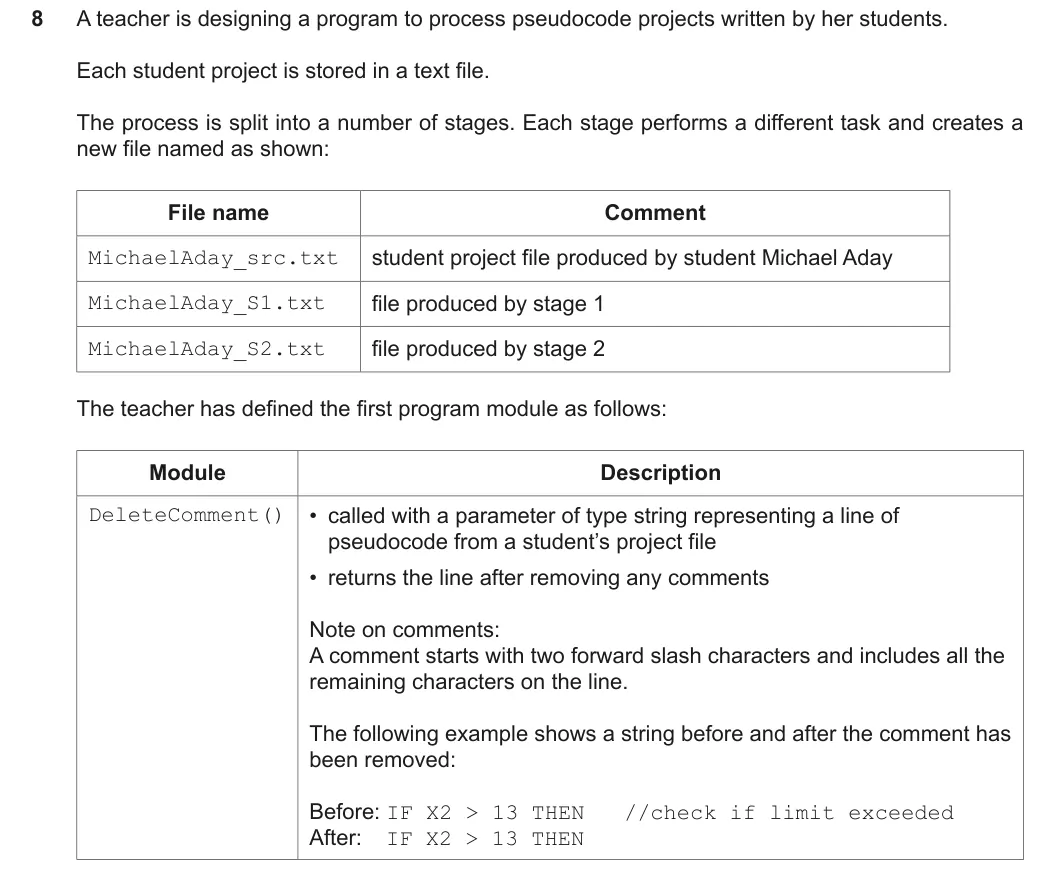 8 A teacher is designing a program to process pseudocode projects written by her students.
Each student project is stored in a text file.
The process is split into a number of stages. Each stage performs a different task and creates a
new file named as shown:
File name Comment
MichaelAday_src.txt student project file produced by student Michael Aday
MichaelAday_S1.txt file produced by stage 1
MichaelAday_S2.txt file produced by stage 2
The teacher has defined the first program module as follows:
Module Description
DeleteComment() • called with a parameter of type string representing a line of
pseudocode from a student’s project file
• returns the line after removing any comments
Note on comments:
A comment starts with two forward slash characters and includes all the
remaining characters on the line.
The following example shows a string before and after the comment has
been removed:
Before: IF X2 > 13 THEN   //check if limit exceeded
After: IF X2 > 13 THEN